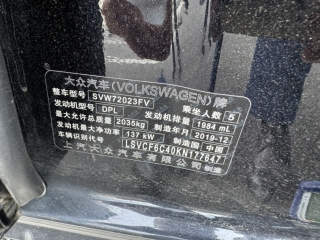 大众汽车(VOLKSWAGEN)牌
整车型号 SVW72023FV 乘坐人数 5
发动机型号 DPL 发动机排量 1984 mL
最大允许总质量 2035kg 制造年月 2019-12
发动机最大净功率 137 kW 制造国 中国
车辆识别代号 LSVCF6C40KN177647
上汽大众汽车有限公司 制造